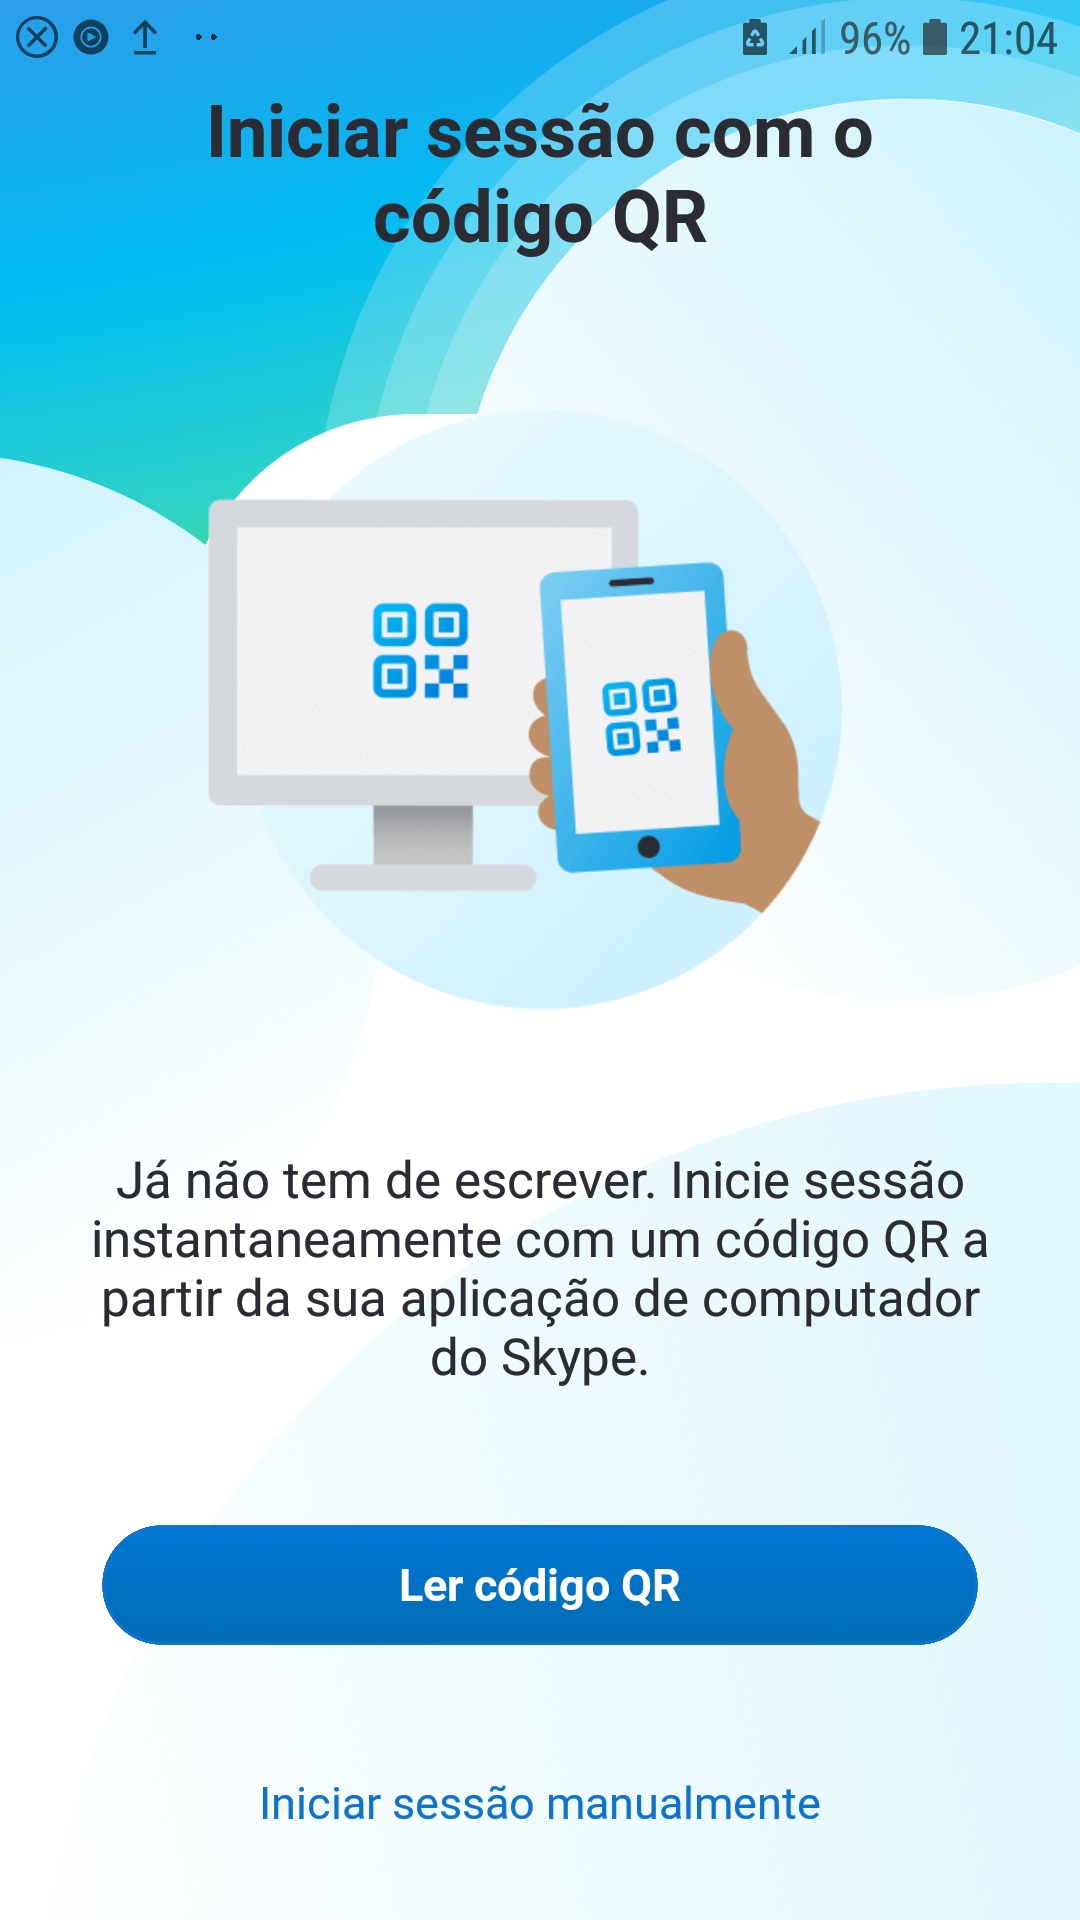 96% 21:04
Iniciar sessão com o
código QR
Já não tem de escrever. Inicie sessão
instantaneamente com um código QR a
partir da sua aplicação de computador
do Skype.
Ler código QR
Iniciar sessão manualmente